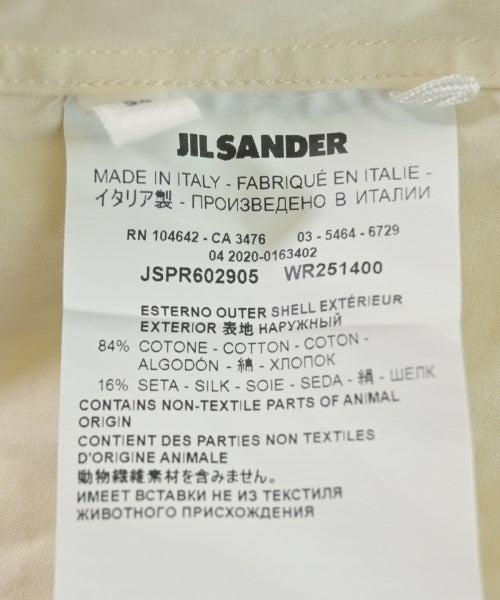 JIL SANDER
MADE IN ITALY - FABRIQUÉ EN ITALIE -
イタリア製 - ПРОИЗВЕДЕНО В ИТАЛИИ
RN 104642 - CA 3476 03 - 5464 - 6729
04 2020-0163402
JSPR602905 WR251400
ESTERNO OUTER SHELL EXTÉRIEUR
EXTERIOR 表地 НАРУЖНЫЙ
84% COTONE - COTTON - COTON -
ALGODÓN - 綿 - ХЛОПОК
16% SETA - SILK - SOIE - SEDA - 絹 - ШЕЛК
CONTAINS NON-TEXTILE PARTS OF ANIMAL
ORIGIN
CONTIENT DES PARTIES NON TEXTILES
D'ORIGINE ANIMALE
動物繊維素材を含みません。
ИМЕЕТ ВСТАВКИ НЕ ИЗ ТЕКСТИЛЯ
ЖИВОТНОГО ПРИСХОЖДЕНИЯ